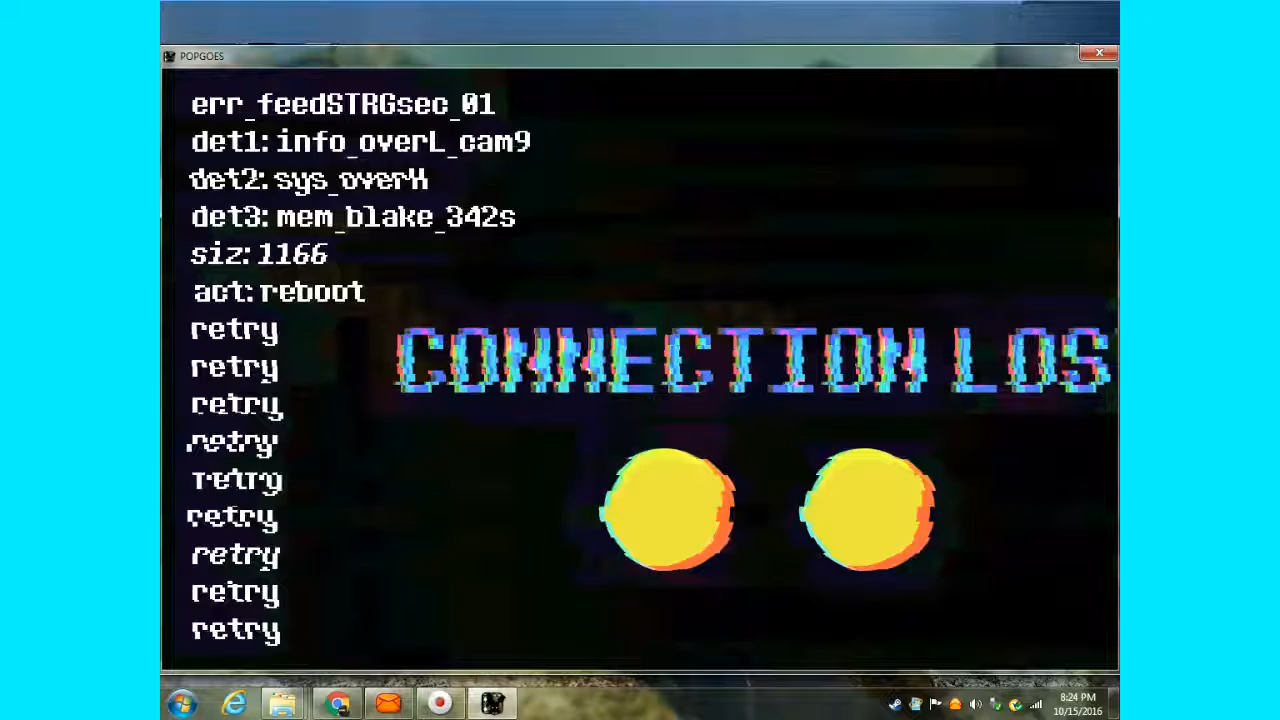 POPGOES
err_feedSTRGsec_01
det1: info_overL_cam9
det2: sys_overH
det3: mem_blake_342s
siz: 1166
act: reboot
retry
retry
retry
retry
retry
retry
retry
retry
retry
CONNECTION LOS
8:24 PM
10/15/2016